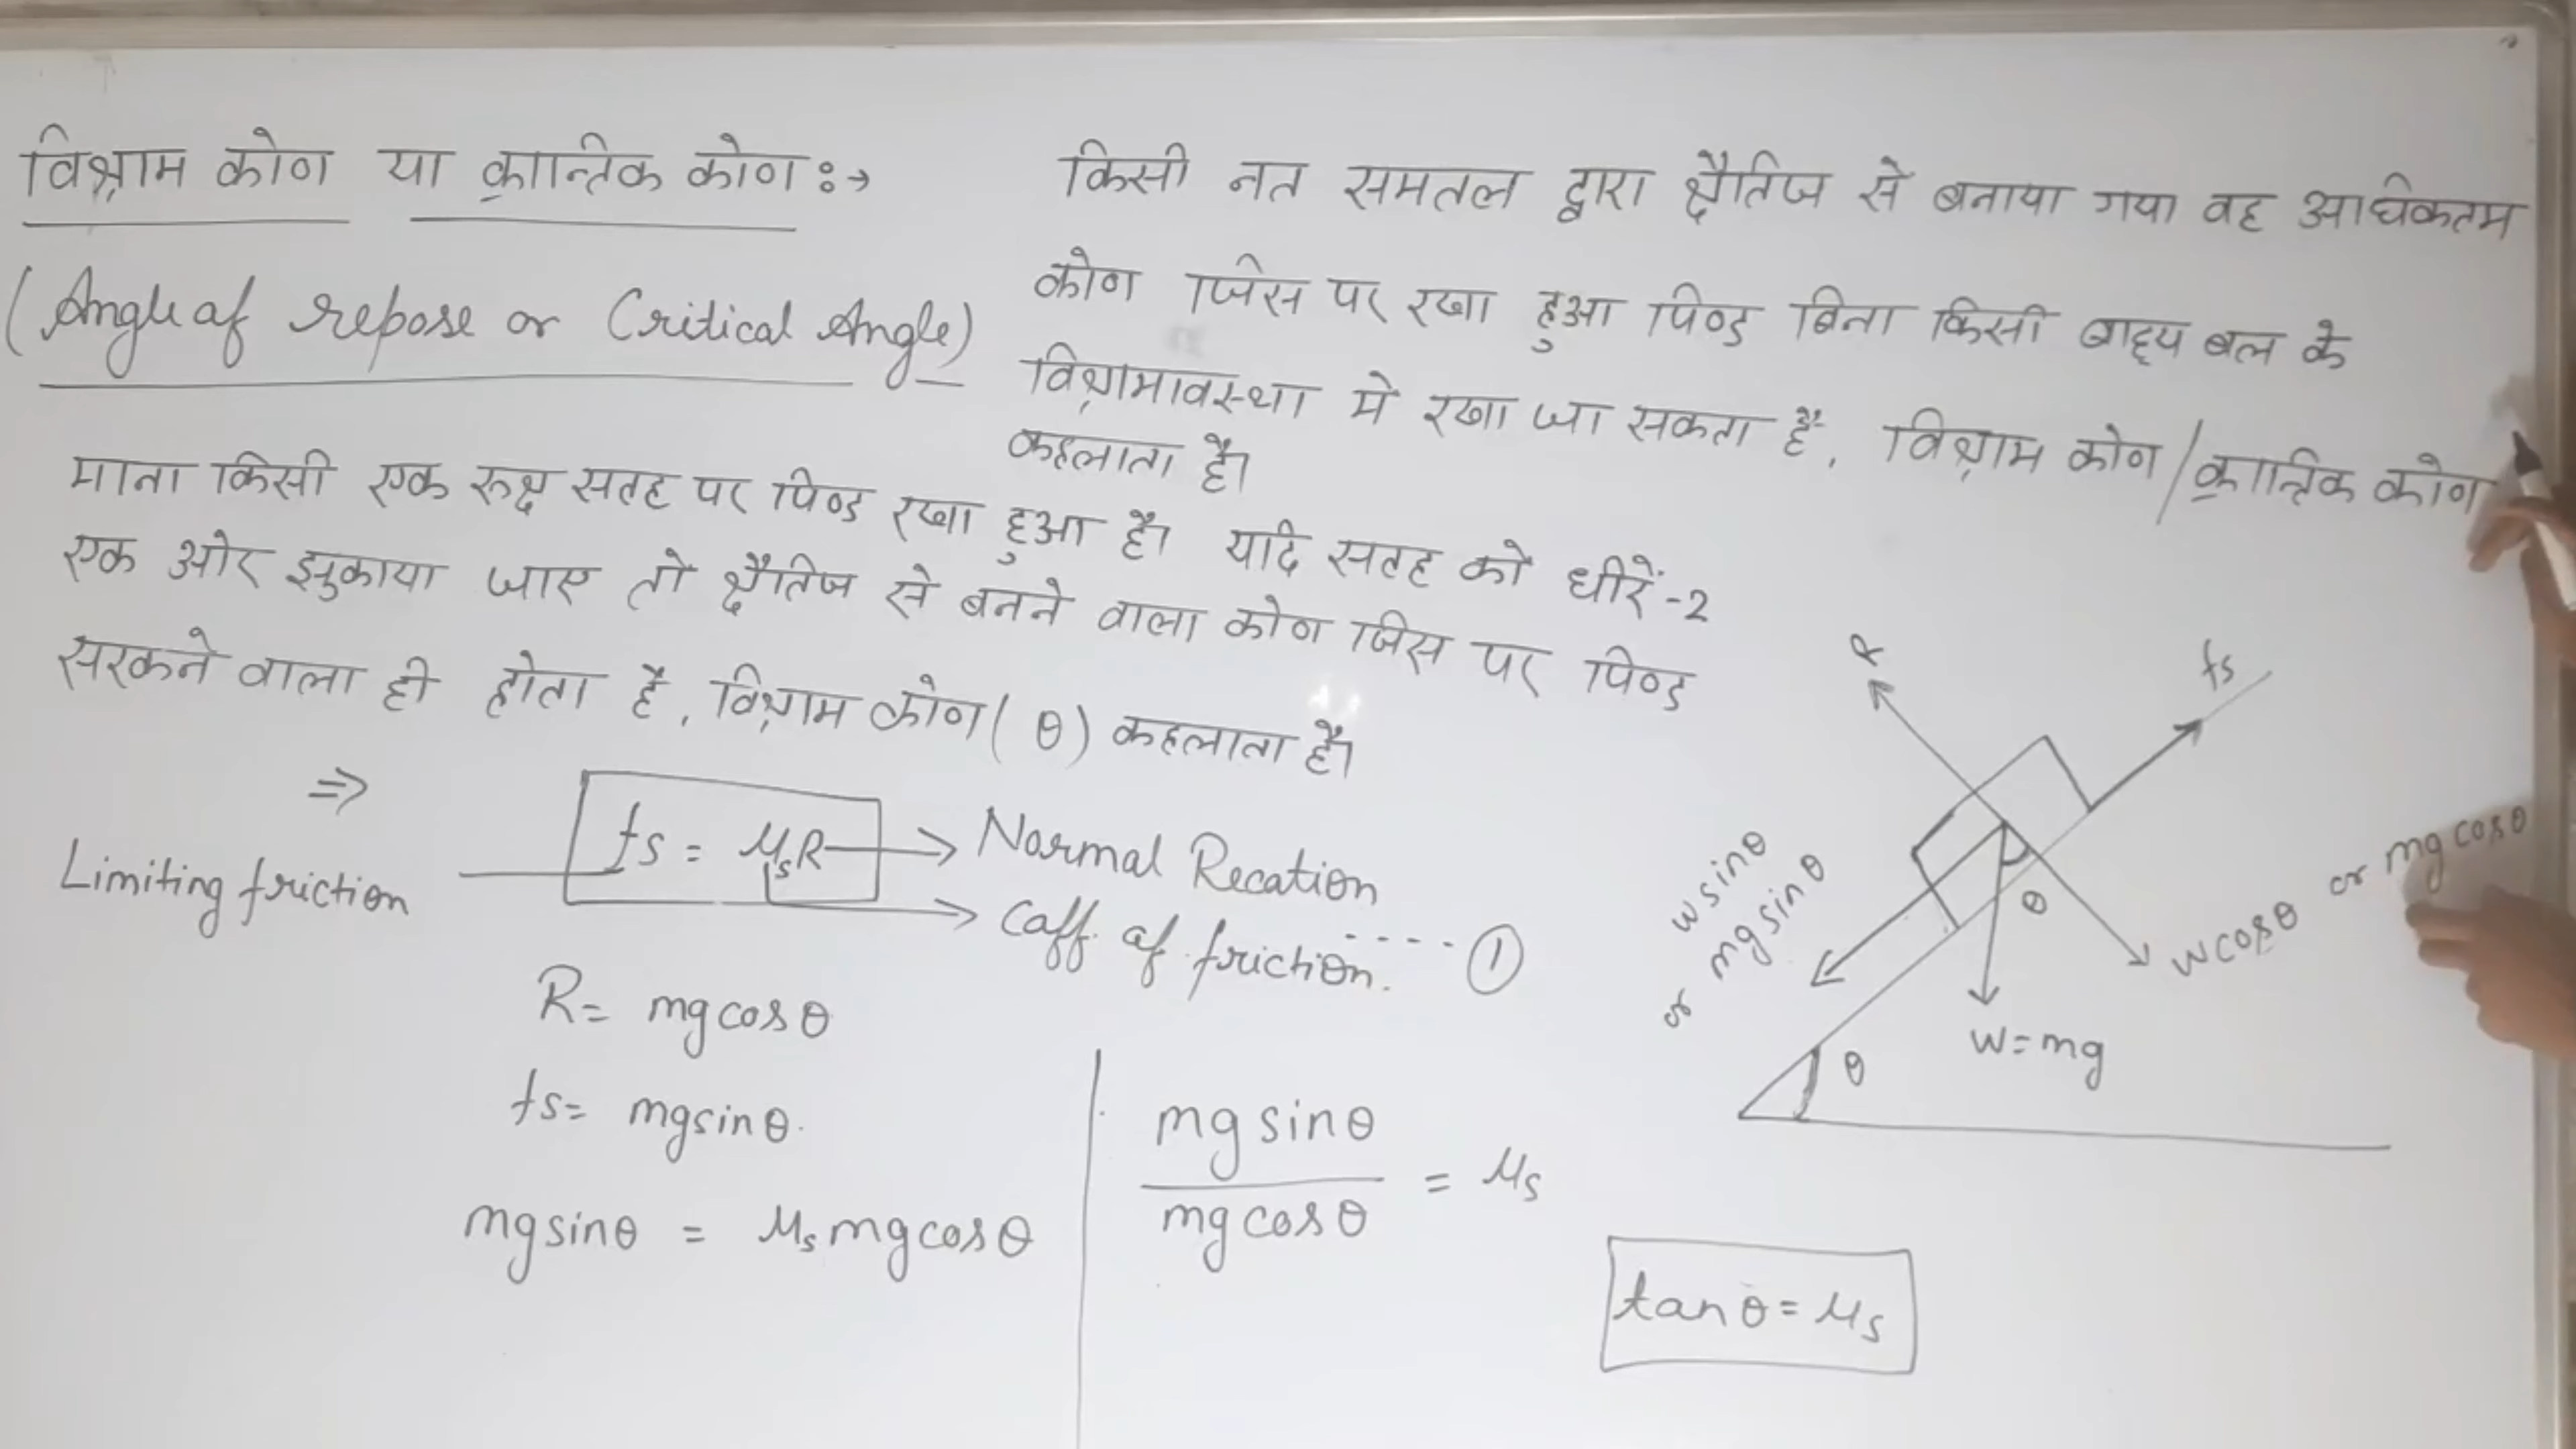 विश्राम कोण या क्रान्तिक कोण :→
(Angle of repose or Critical Angle)
किसी नत समतल द्वारा क्षैतिज से बनाया गया वह अधिकतम
कोण जिस पर रखा हुआ पिण्ड बिना किसी बाह्य बल के
विश्रामावस्था में रखा जा सकता है, विश्राम कोण/क्रान्तिक कोण
कहलाता है।
माना किसी एक रुक्ष सतह पर पिण्ड रखा हुआ है। यदि सतह को धीरें-2
एक ओर झुकाया जाए तो क्षैतिज से बनने वाला कोण जिस पर पिण्ड
सरकने वाला ही होता है, विश्राम कोण(θ) कहलाता है।
⇒
Limiting friction
fs = μsR
Normal Recation
Coff. of friction. ---- ①
R= mgcosθ
fs= mgsinθ.
mgsinθ = μs mgcosθ
mgsinθ
mgcosθ
= μs
tanθ= μs
R
fs
wsinθ
or mgsinθ
θ
wcosθ or mgcosθ
W=mg
θ